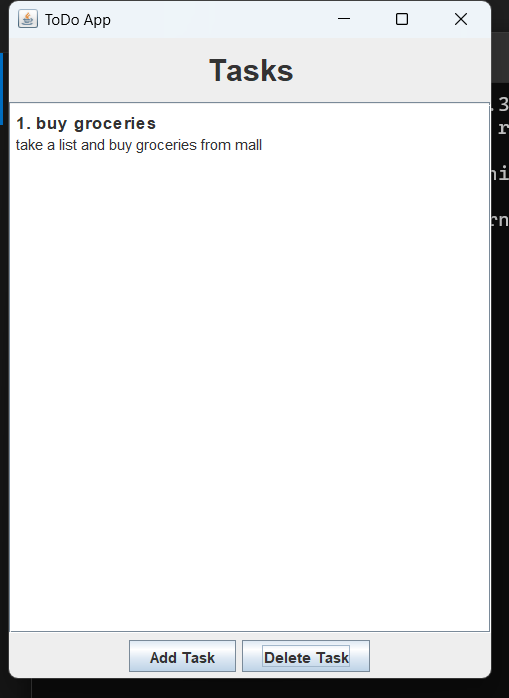 ToDo App
Tasks
1. buy groceries
take a list and buy groceries from mall
Add Task
Delete Task